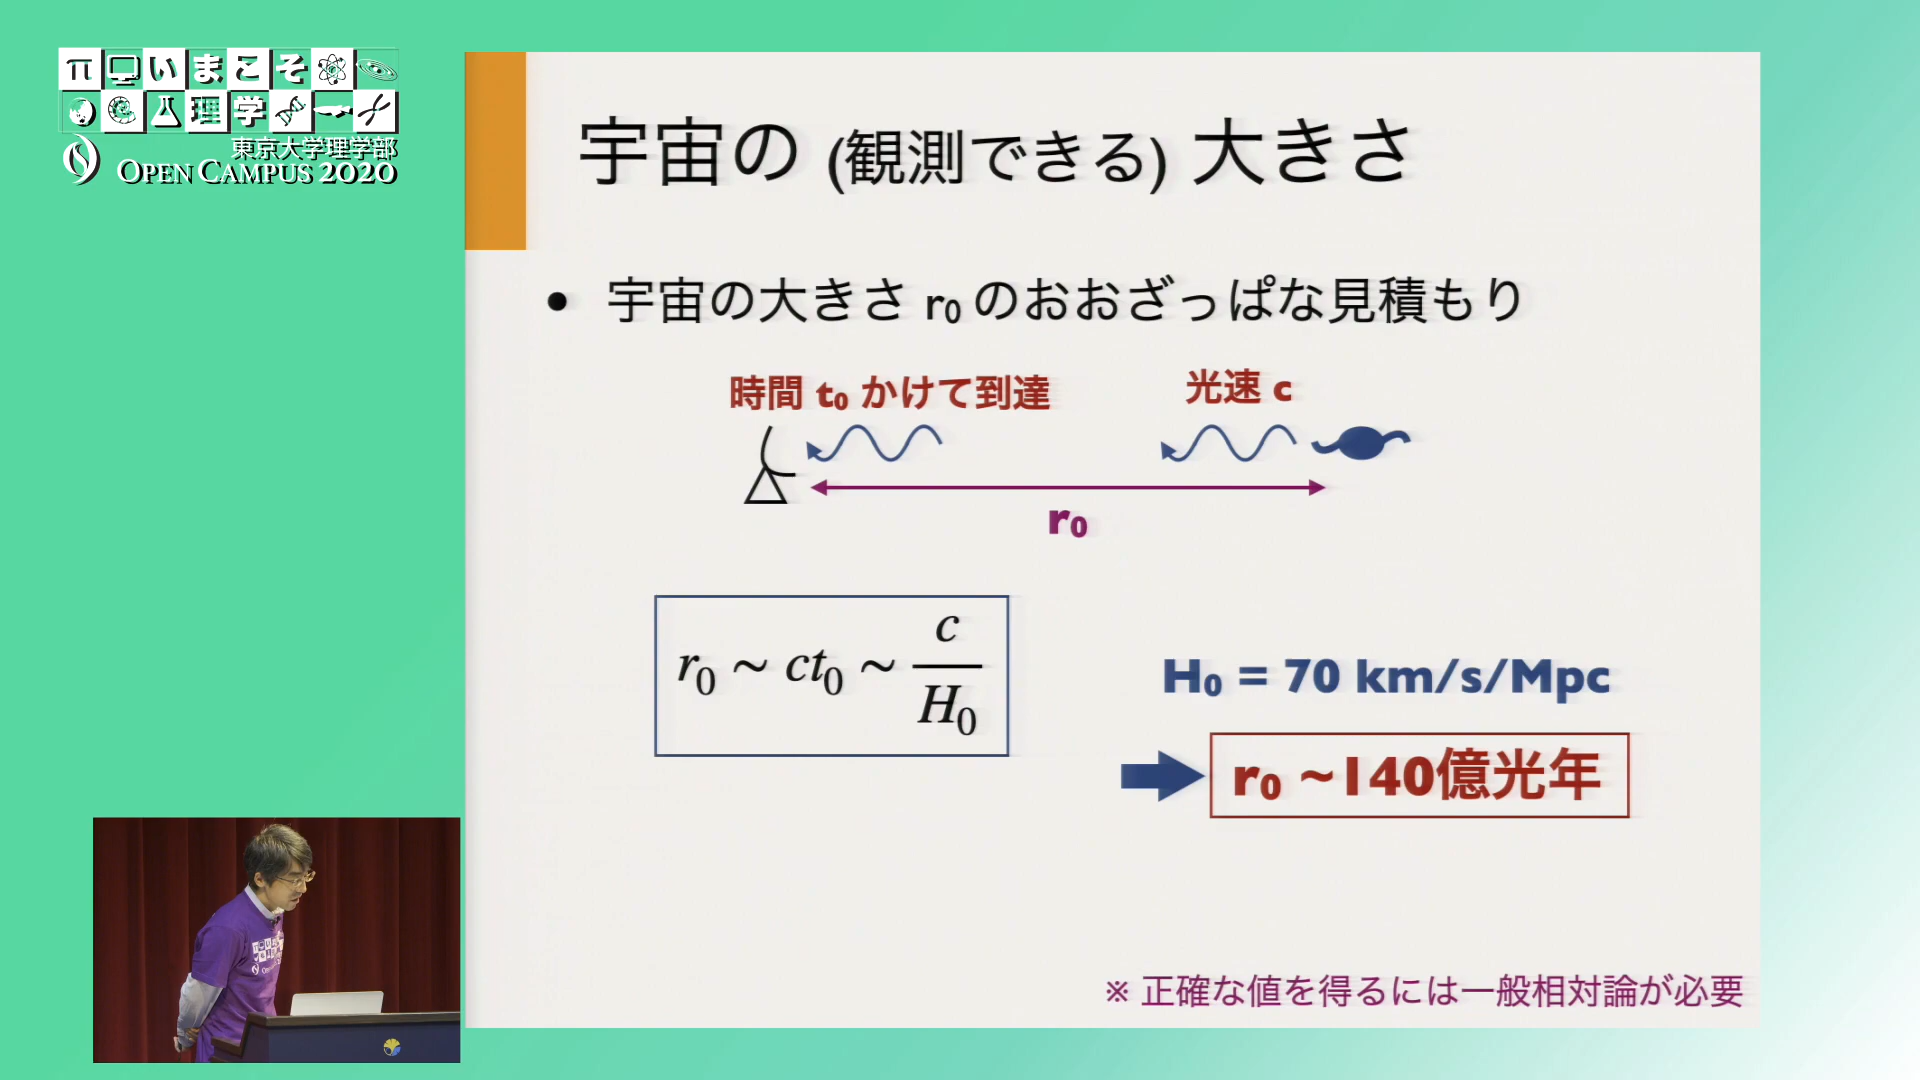 π いまこそ
理学
東京大学理学部
OPEN CAMPUS 2020
宇宙の (観測できる) 大きさ
• 宇宙の大きさ r₀ のおおざっぱな見積もり
時間 t₀ かけて到達
光速 c
r₀
r₀ ~ ct₀ ~ c/H₀
H₀ = 70 km/s/Mpc
r₀ ~140億光年
※ 正確な値を得るには一般相対論が必要